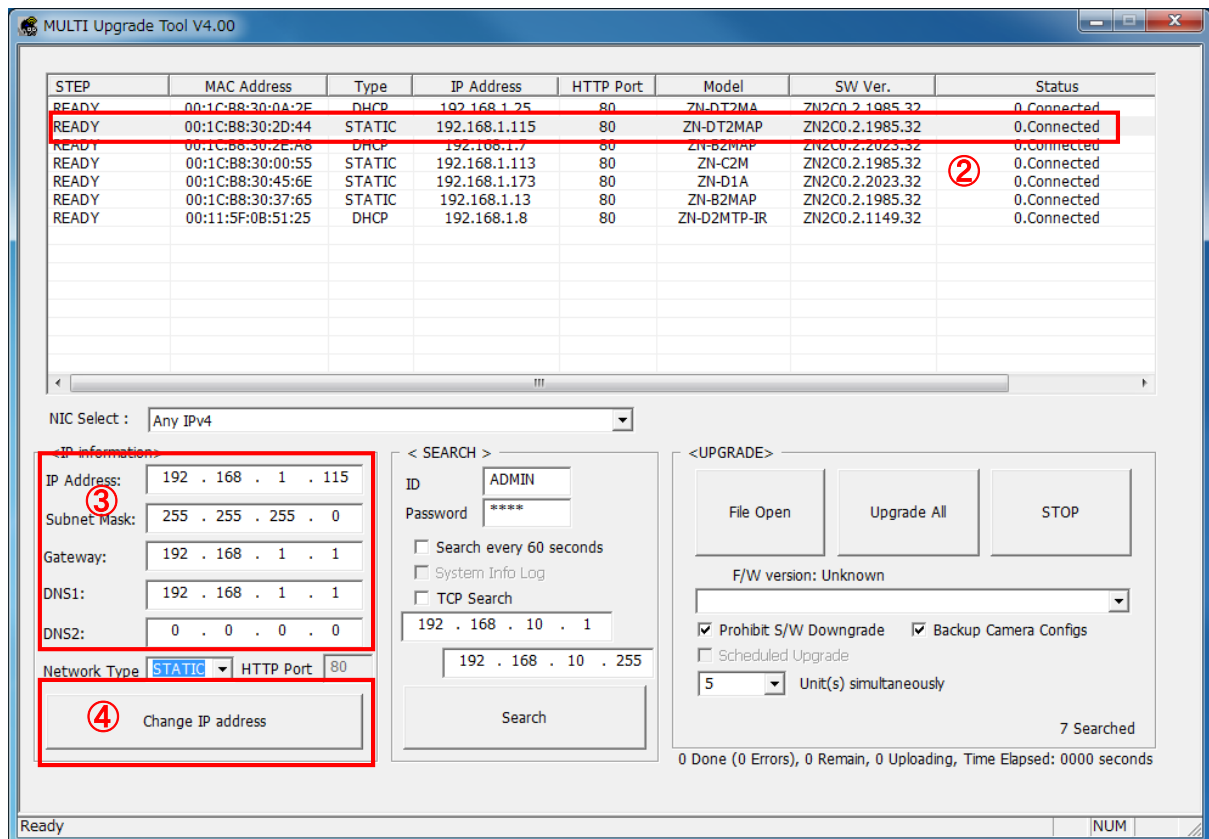 MULTI Upgrade Tool V4.00
STEP MAC Address Type IP Address HTTP Port Model SW Ver. Status
READY 00:1C:B8:30:0A:2E DHCP 192.168.1.25 80 ZN-DT2MA ZN2C0.2.1985.32 0.Connected
READY 00:1C:B8:30:2D:44 STATIC 192.168.1.115 80 ZN-DT2MAP ZN2C0.2.1985.32 0.Connected
READY 00:1C:B8:30:2E:A8 DHCP 192.168.1.7 80 ZN-B2MAP ZN2C0.2.2023.32 0.Connected
READY 00:1C:B8:30:00:55 STATIC 192.168.1.113 80 ZN-C2M ZN2C0.2.1985.32 0.Connected
②
READY 00:1C:B8:30:45:6E STATIC 192.168.1.173 80 ZN-D1A ZN2C0.2.2023.32 0.Connected
READY 00:1C:B8:30:37:65 STATIC 192.168.1.13 80 ZN-B2MAP ZN2C0.2.1985.32 0.Connected
READY 00:11:5F:0B:51:25 DHCP 192.168.1.8 80 ZN-D2MTP-IR ZN2C0.2.1149.32 0.Connected
NIC Select : Any IPv4
<IP information>
IP Address: 192 . 168 . 1 . 115
③
Subnet Mask: 255 . 255 . 255 . 0
Gateway: 192 . 168 . 1 . 1
DNS1: 192 . 168 . 1 . 1
DNS2: 0 . 0 . 0 . 0
Network Type STATIC HTTP Port 80
④ Change IP address
< SEARCH >
ID ADMIN
Password ****
Search every 60 seconds
System Info Log
TCP Search
192 . 168 . 10 . 1
192 . 168 . 10 . 255
Search
<UPGRADE>
File Open Upgrade All STOP
F/W version: Unknown
Prohibit S/W Downgrade Backup Camera Configs
Scheduled Upgrade
5 Unit(s) simultaneously
7 Searched
0 Done (0 Errors), 0 Remain, 0 Uploading, Time Elapsed: 0000 seconds
Ready NUM